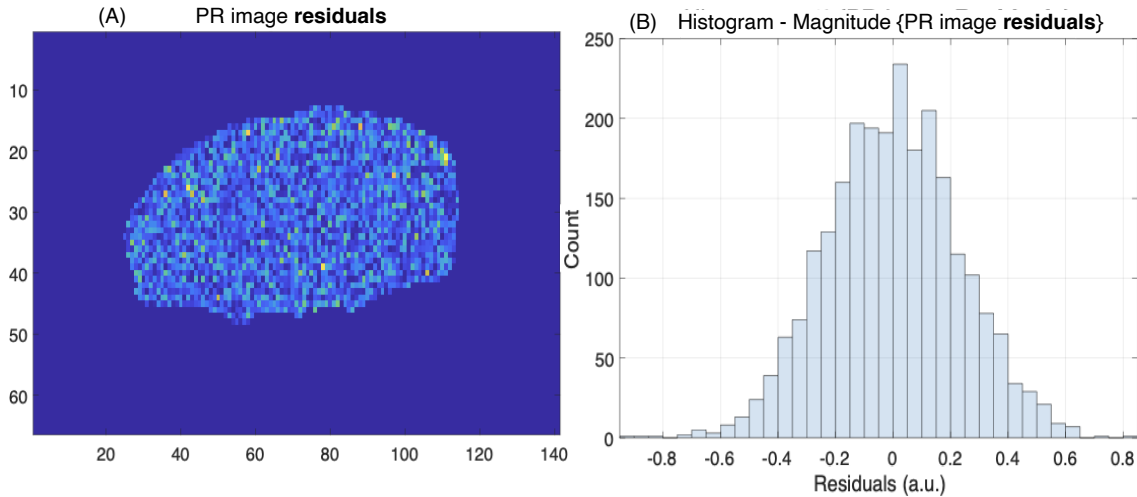 (A) PR image residuals
10
20
30
40
50
60
20 40 60 80 100 120 140
(B) Histogram - Magnitude {PR image residuals}
250
200
150
100
50
0
Count
-0.8 -0.6 -0.4 -0.2 0 0.2 0.4 0.6 0.8
Residuals (a.u.)